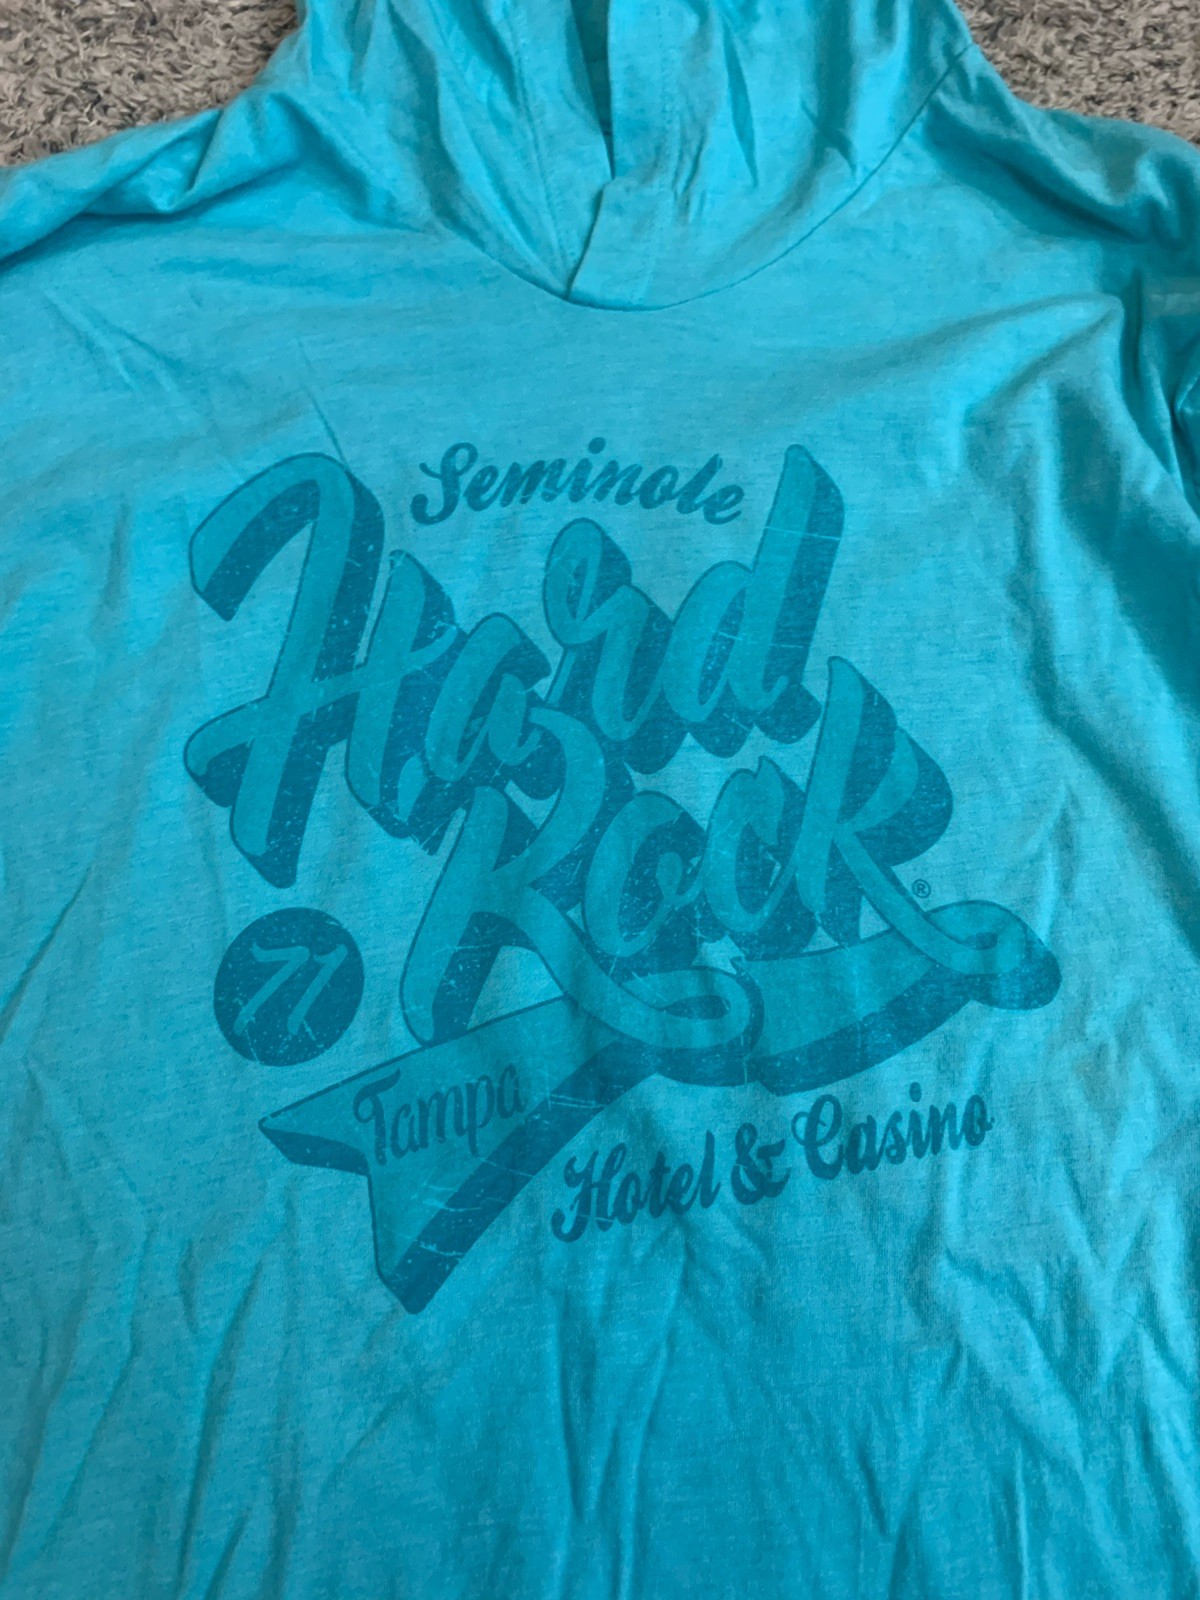 Seminole
Hard
Rock
®
71
Tampa
Hotel & Casino